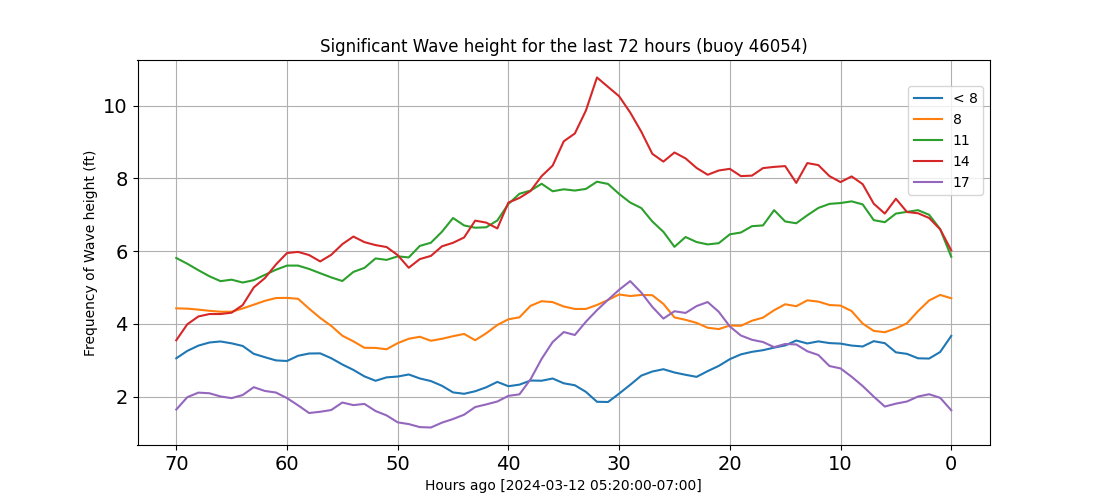 Significant Wave height for the last 72 hours (buoy 46054)
Frequency of Wave height (ft)
10
8
6
4
2
< 8
8
11
14
17
70 60 50 40 30 20 10 0
Hours ago [2024-03-12 05:20:00-07:00]